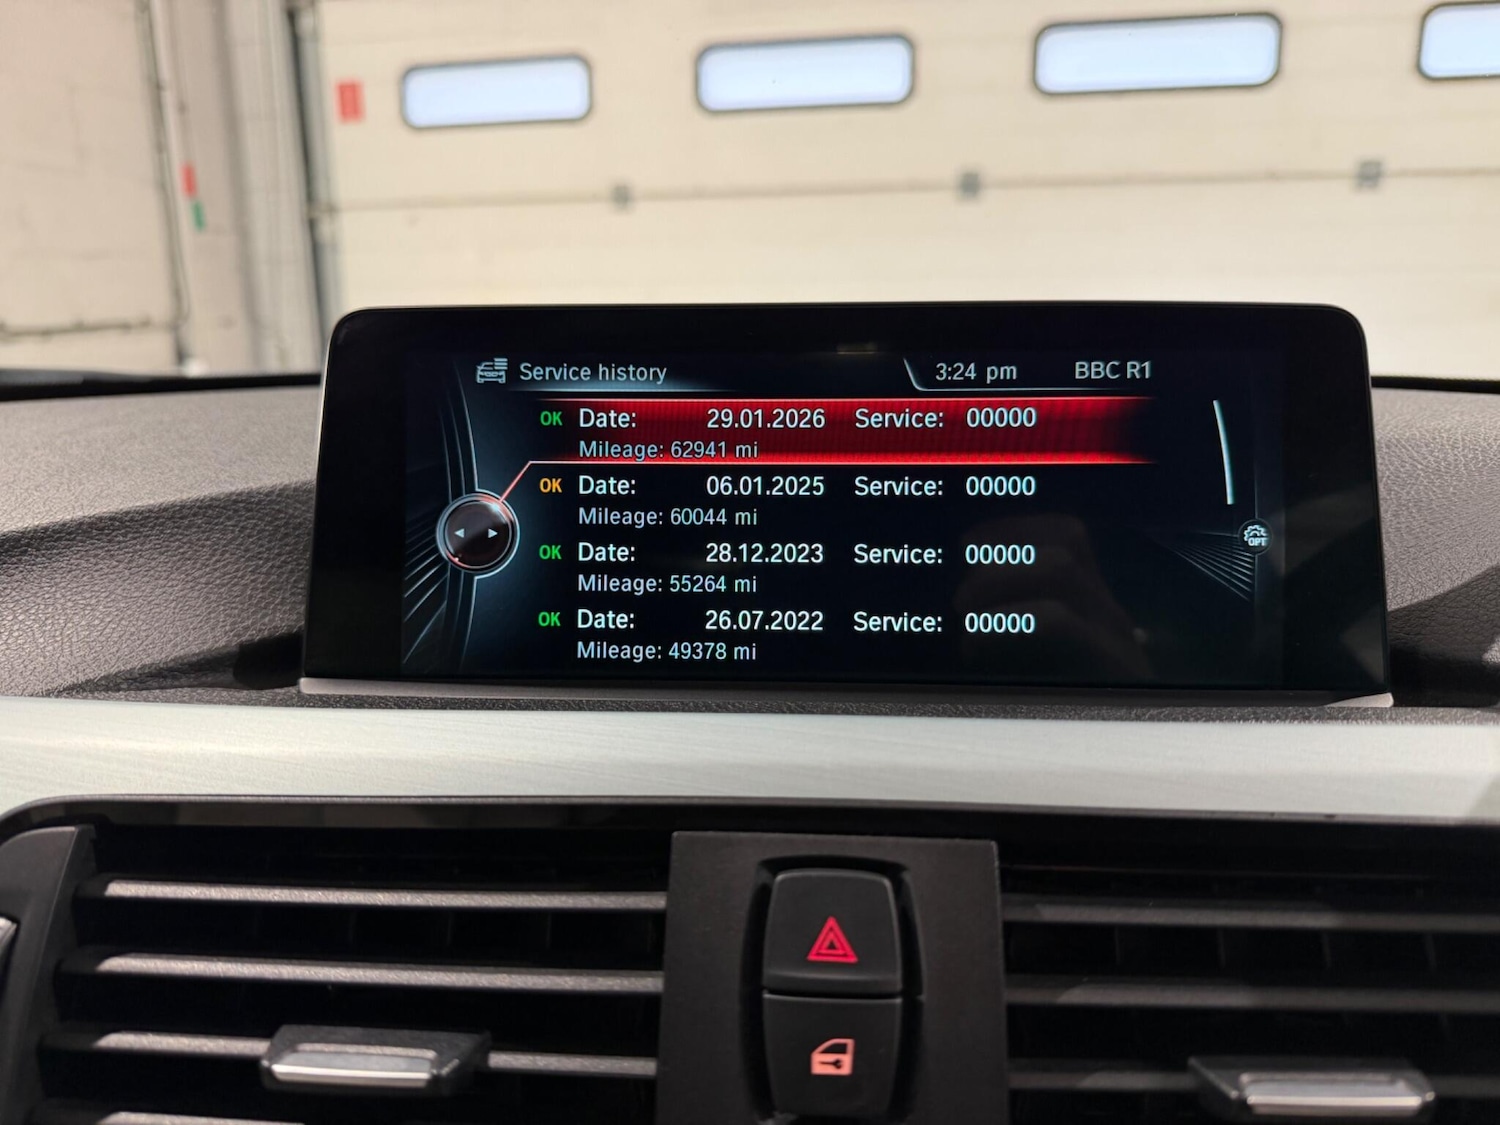 Service history 3:24 pm BBC R1
OK Date: 29.01.2026 Service: 00000
Mileage: 62941 mi
OK Date: 06.01.2025 Service: 00000
Mileage: 60044 mi
OK Date: 28.12.2023 Service: 00000
Mileage: 55264 mi
OK Date: 26.07.2022 Service: 00000
Mileage: 49378 mi
OPT